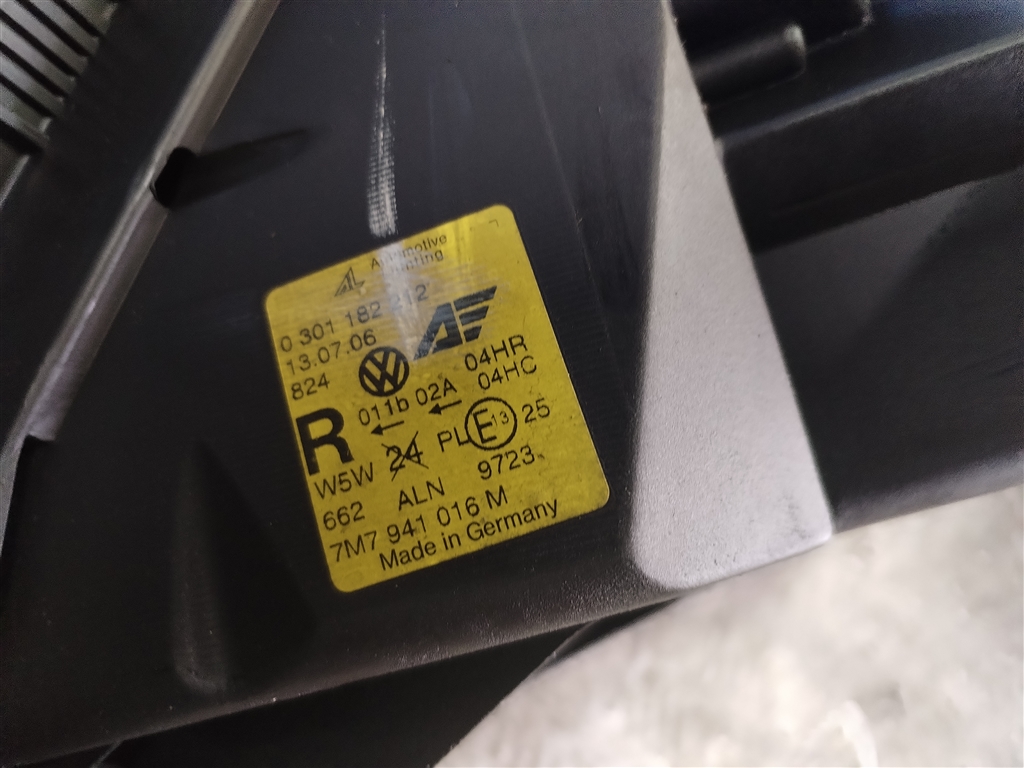 Automotive
Lighting
0 301 182 212
13.07.06
824
04HR
011b 02A 04HC
R
W5W 24 PL E 13 25
662 ALN 9723
7M7 941 016 M
Made in Germany